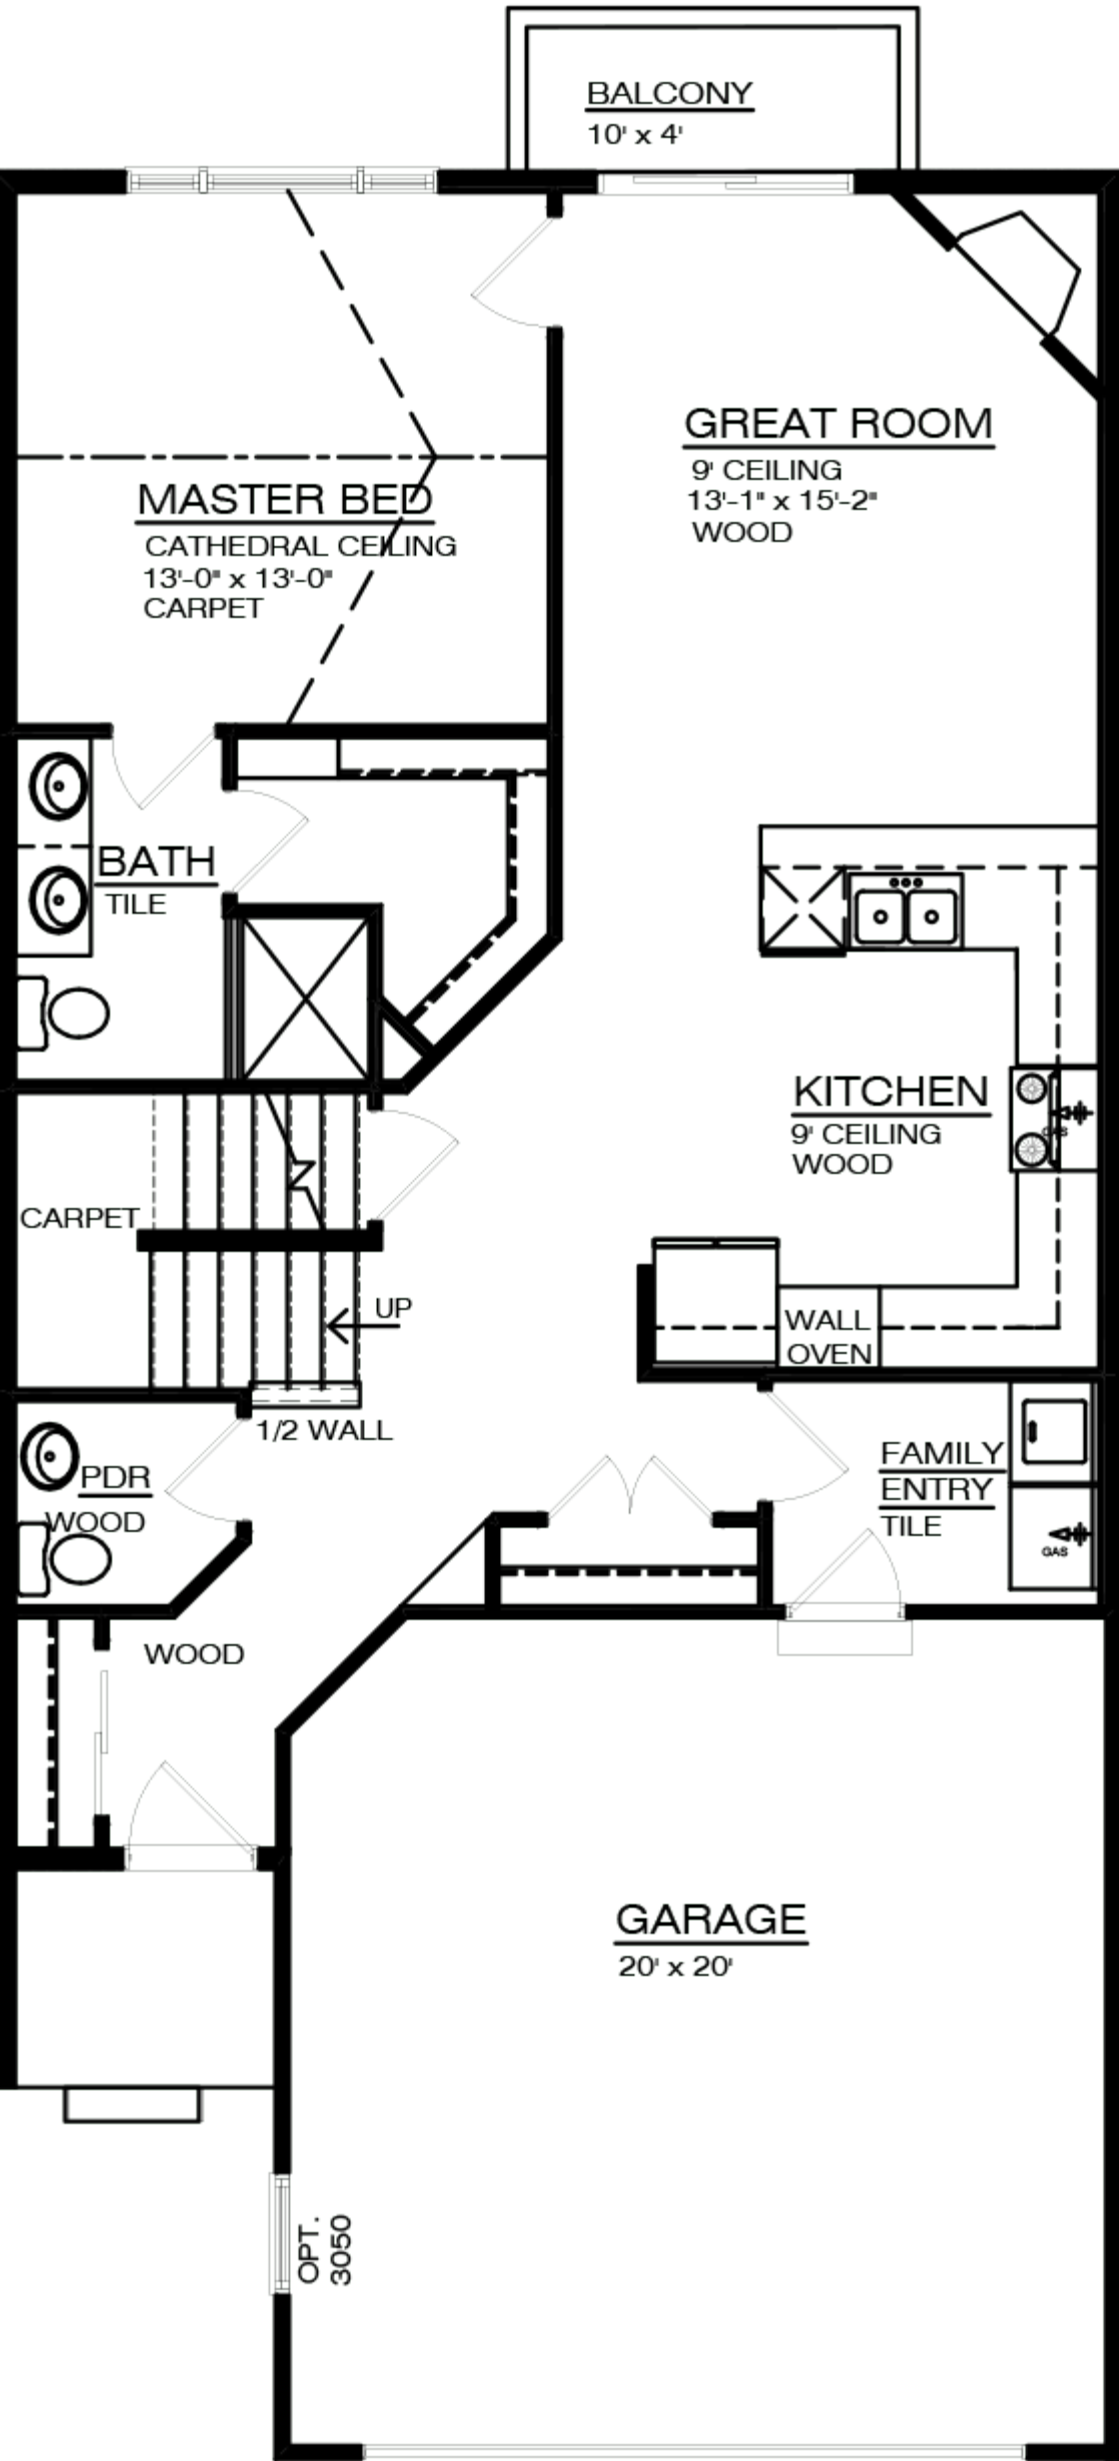 BALCONY
10' x 4'
GREAT ROOM
9' CEILING
13'-1" x 15'-2"
WOOD
MASTER BED
CATHEDRAL CEILING
13'-0" x 13'-0"
CARPET
BATH
TILE
KITCHEN
9' CEILING
WOOD
GAS
CARPET
UP
WALL
OVEN
1/2 WALL
PDR
WOOD
FAMILY
ENTRY
TILE
GAS
WOOD
GARAGE
20' x 20'
OPT.
3050